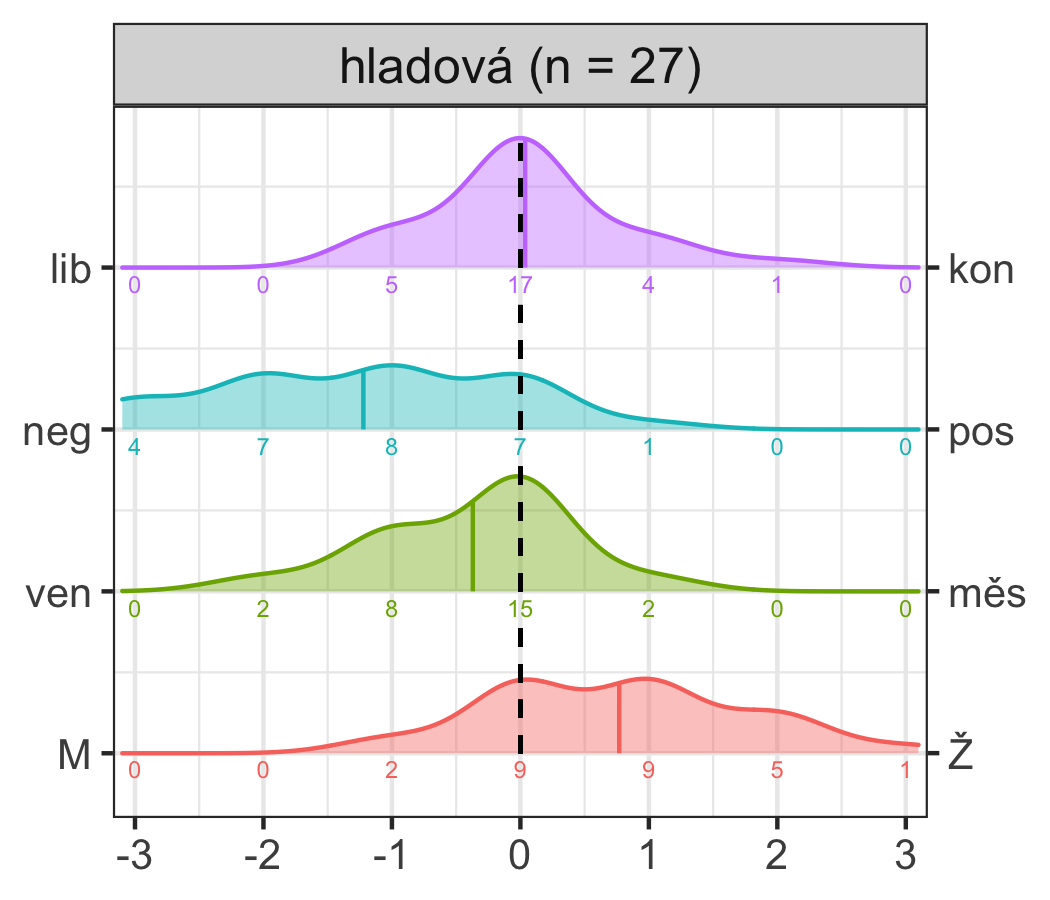 hladová (n = 27)
lib kon
0 0 5 17 4 1 0
neg pos
4 7 8 7 1 0 0
ven měs
0 2 8 15 2 0 0
M Ž
0 0 2 9 9 5 1
-3 -2 -1 0 1 2 3